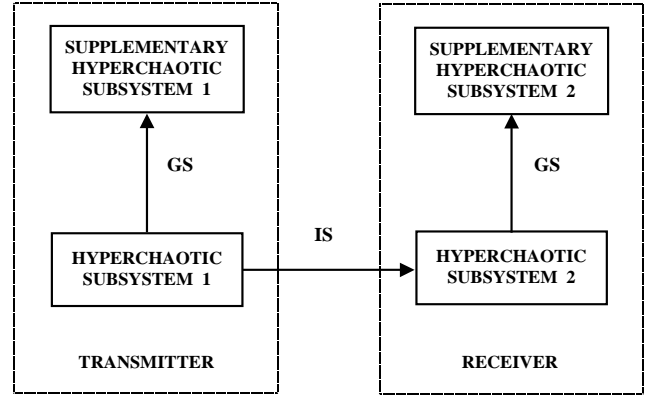 SUPPLEMENTARY
HYPERCHAOTIC
SUBSYSTEM 1
GS
HYPERCHAOTIC
SUBSYSTEM 1
TRANSMITTER
IS
SUPPLEMENTARY
HYPERCHAOTIC
SUBSYSTEM 2
GS
HYPERCHAOTIC
SUBSYSTEM 2
RECEIVER